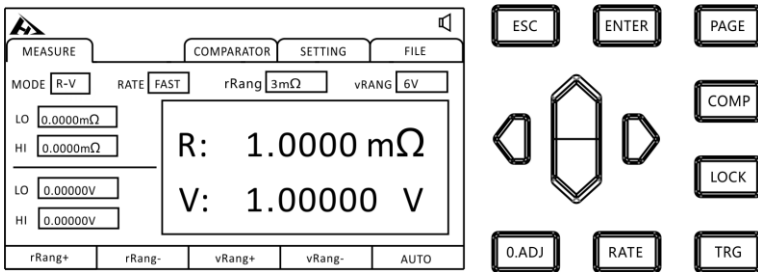 MEASURE COMPARATOR SETTING FILE
MODE R-V RATE FAST rRang 3mΩ vRANG 6V
LO 0.0000mΩ
HI 0.0000mΩ
LO 0.00000V
HI 0.00000V
R: 1.0000 mΩ
V: 1.00000 V
rRang+ rRang- vRang+ vRang- AUTO
ESC ENTER PAGE
COMP
LOCK
0.ADJ RATE TRG